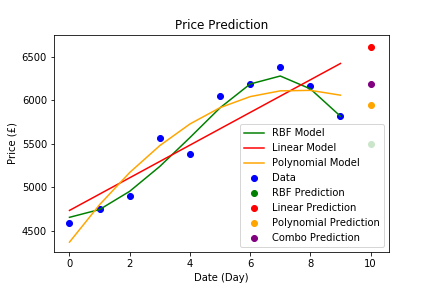 Price Prediction
Price (£)
6500
6000
5500
5000
4500
0
2
4
6
8
10
Date (Day)
RBF Model
Linear Model
Polynomial Model
Data
RBF Prediction
Linear Prediction
Polynomial Prediction
Combo Prediction